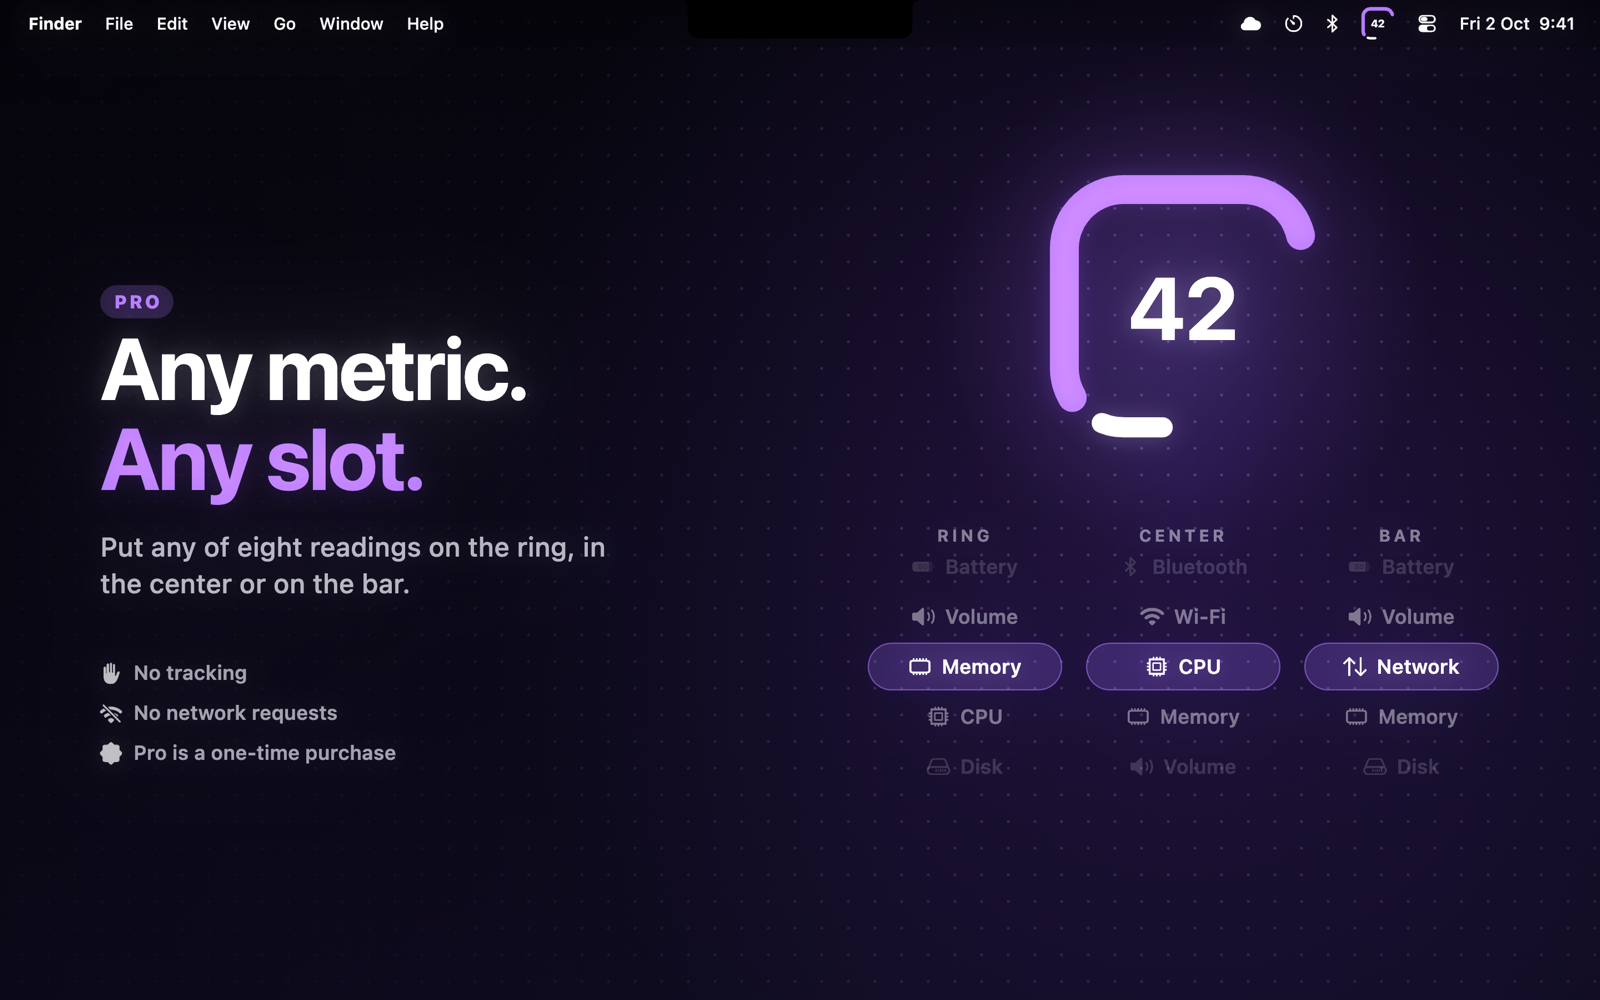 Finder File Edit View Go Window Help
42
Fri 2 Oct 9:41
PRO
Any metric.
Any slot.
Put any of eight readings on the ring, in
the center or on the bar.
No tracking
No network requests
Pro is a one-time purchase
42
RING CENTER BAR
Battery Bluetooth Battery
Volume Wi-Fi Volume
Memory CPU Network
CPU Memory Memory
Disk Volume Disk